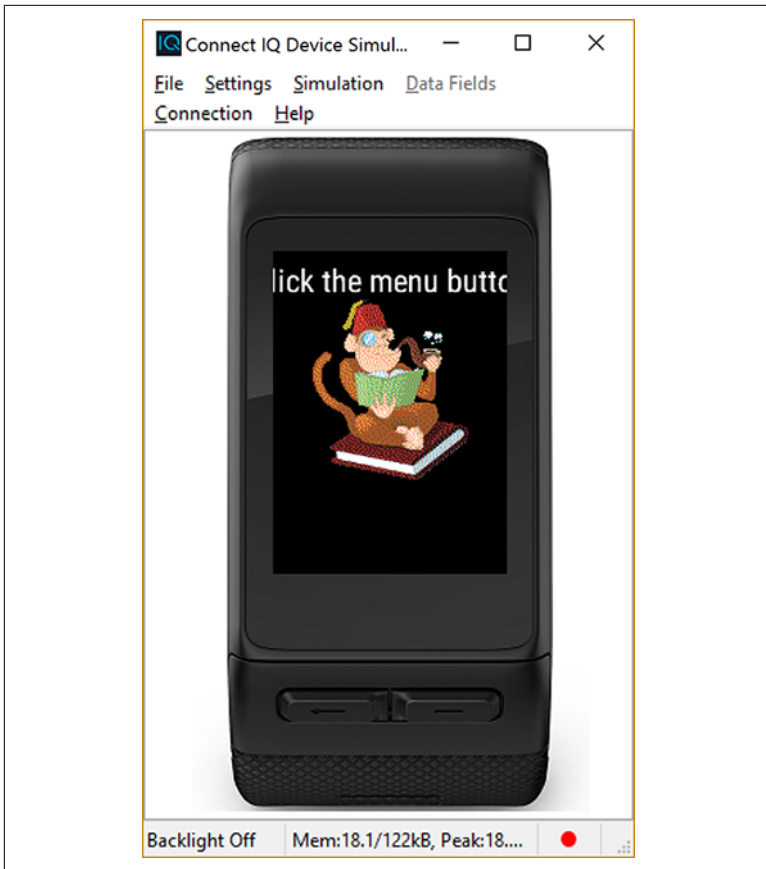 IQ Connect IQ Device Simul...
File Settings Simulation Data Fields
Connection Help
lick the menu butto
Backlight Off Mem:18.1/122kB, Peak:18....